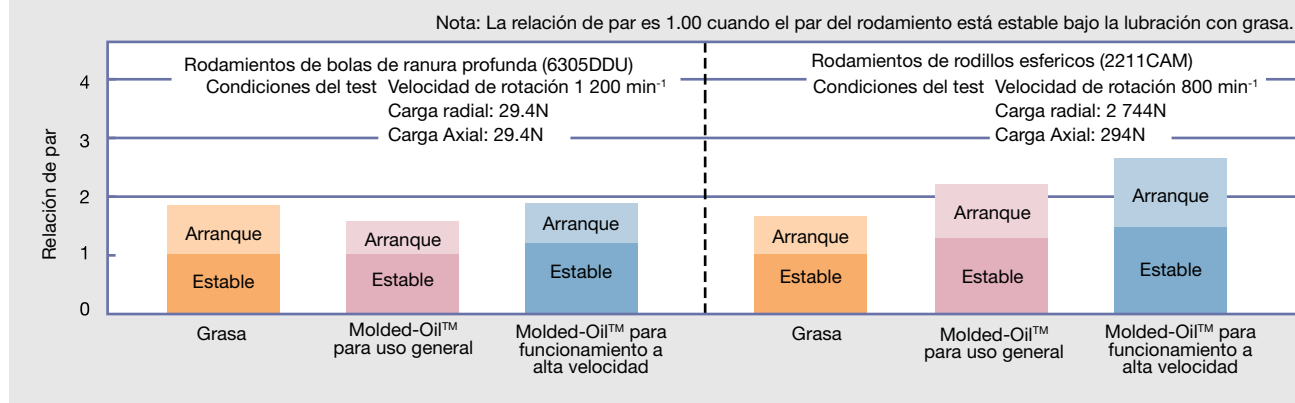 Nota: La relación de par es 1.00 cuando el par del rodamiento está estable bajo la lubración con grasa.
Relación de par
4
3
2
1
0
Rodamientos de bolas de ranura profunda (6305DDU)
Condiciones del test Velocidad de rotación 1 200 min⁻¹
Carga radial: 29.4N
Carga Axial: 29.4N
Arranque
Estable
Grasa
Arranque
Estable
Molded-Oil™
para uso general
Arranque
Estable
Molded-Oil™ para
funcionamiento a
alta velocidad
Rodamientos de rodillos esfericos (2211CAM)
Condiciones del test Velocidad de rotación 800 min⁻¹
Carga radial: 2 744N
Carga Axial: 294N
Arranque
Estable
Grasa
Arranque
Estable
Molded-Oil™
para uso general
Arranque
Estable
Molded-Oil™ para
funcionamiento a
alta velocidad